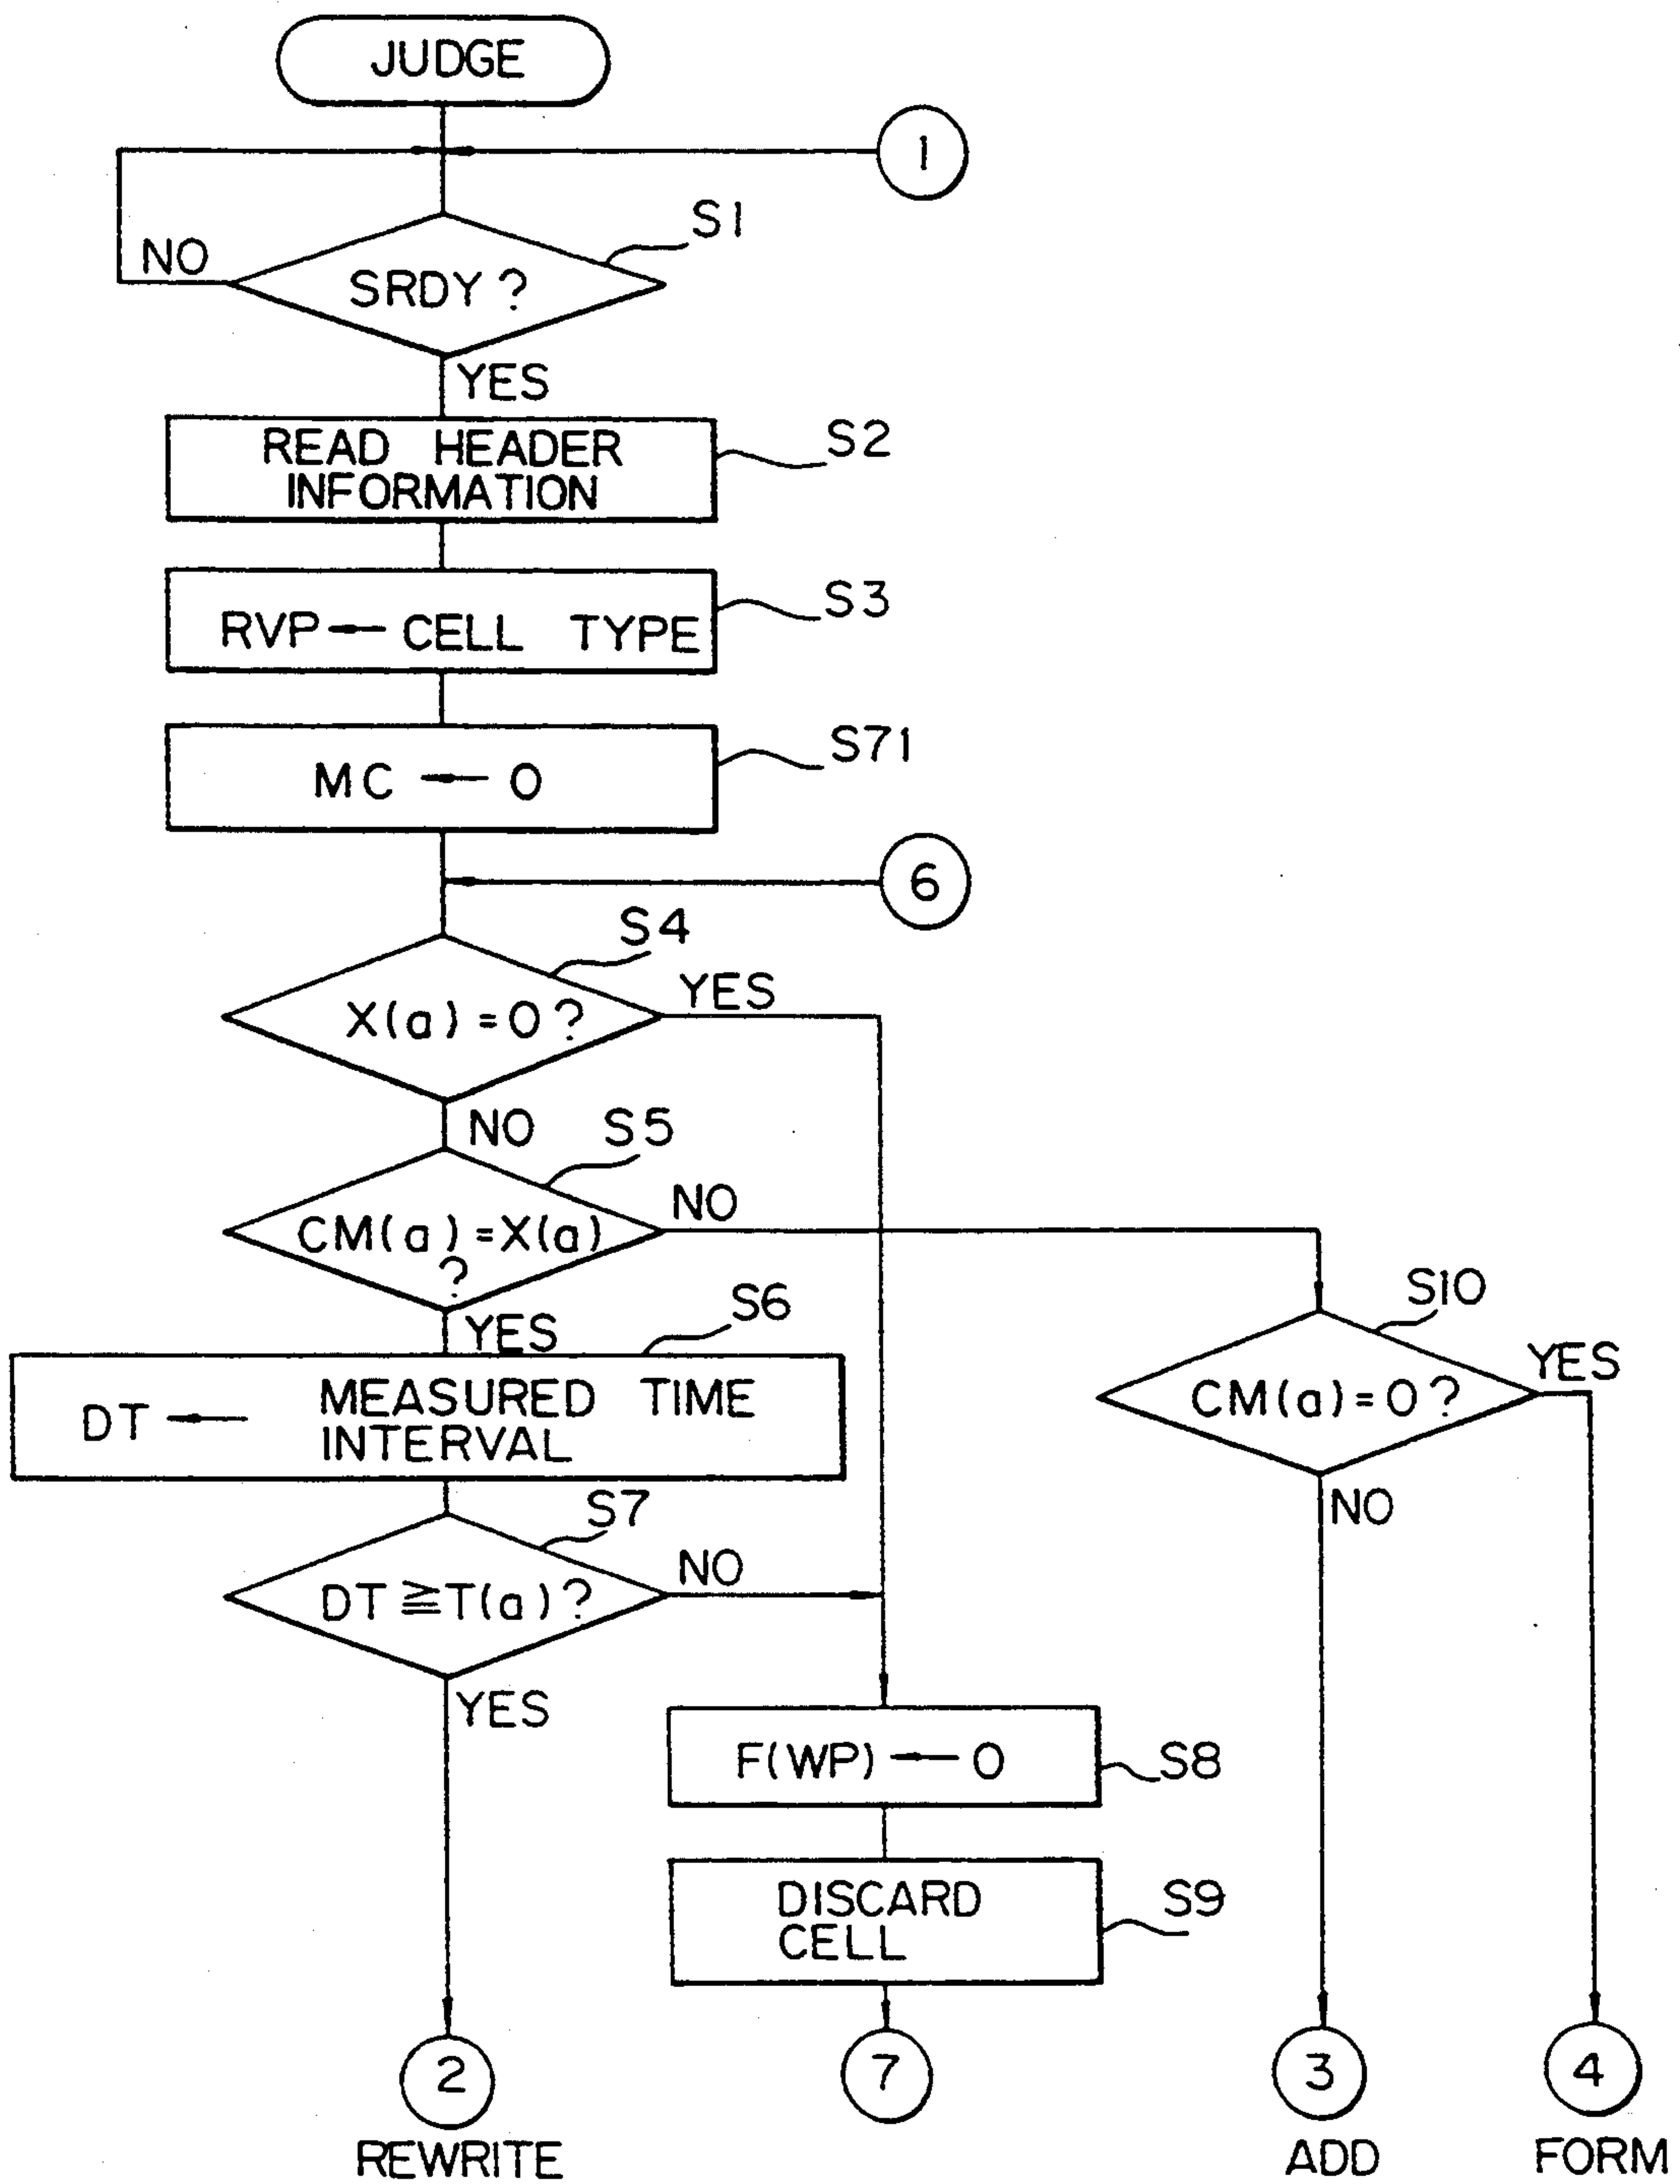 JUDGE
1
S1
NO
SRDY ?
YES
READ HEADER
INFORMATION
S2
RVP ← CELL TYPE
S3
MC ← 0
S71
6
S4
X(a) = 0 ?
YES
NO
S5
CM(a) = X(a)
?
NO
YES
S6
S10
DT ← MEASURED TIME
INTERVAL
CM(a) = 0 ?
YES
S7
NO
DT ≧ T(a) ?
NO
YES
F(WP) ← 0
S8
DISCARD
CELL
S9
2
7
3
4
REWRITE
ADD
FORM